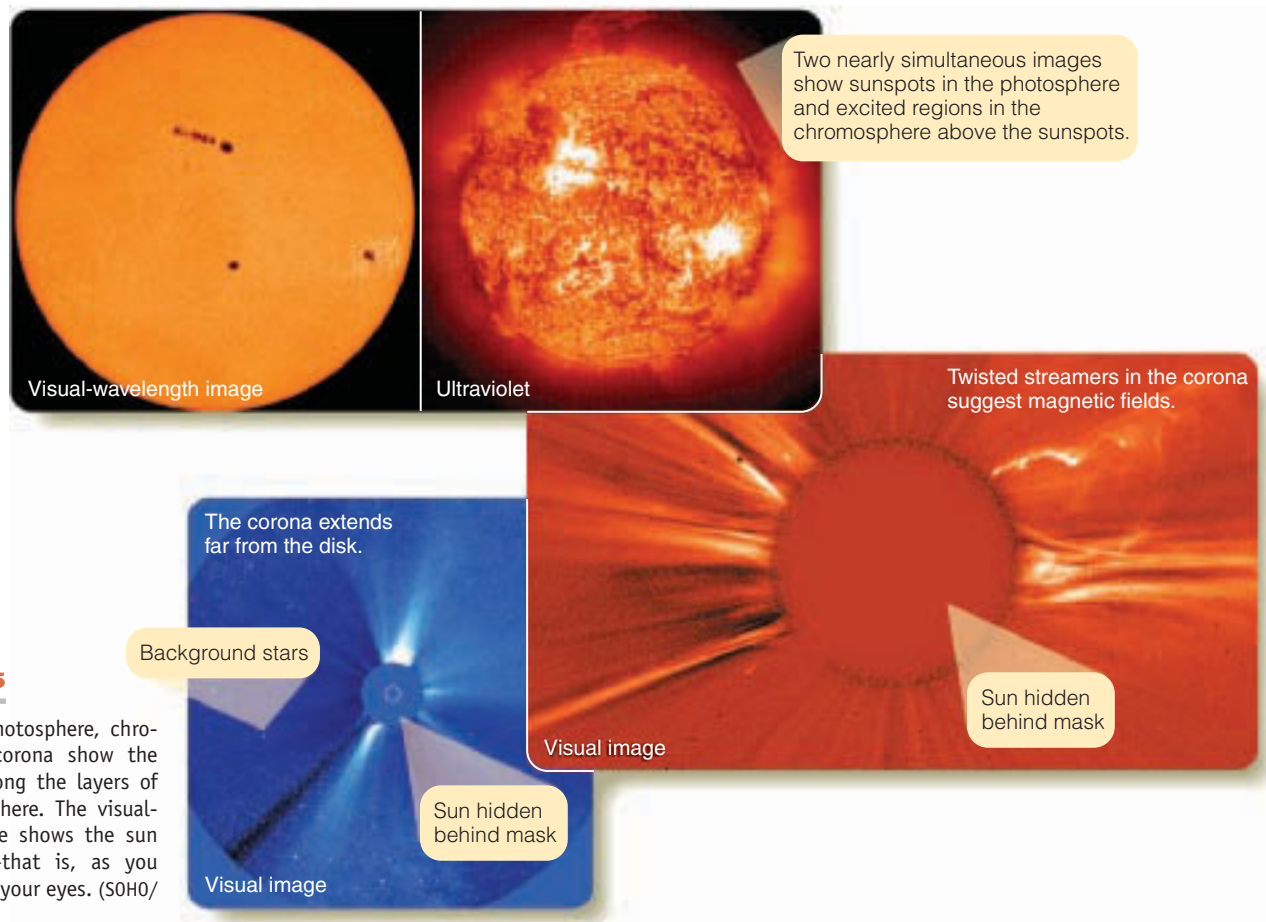 Two nearly simultaneous images
show sunspots in the photosphere
and excited regions in the
chromosphere above the sunspots.
Visual-wavelength image
Ultraviolet
Twisted streamers in the corona
suggest magnetic fields.
Sun hidden
behind mask
Visual image
The corona extends
far from the disk.
Background stars
Sun hidden
behind mask
Visual image
hotosphere, chro-
corona show the
ong the layers of
here. The visual-
e shows the sun
that is, as you
your eyes. (SOHO/